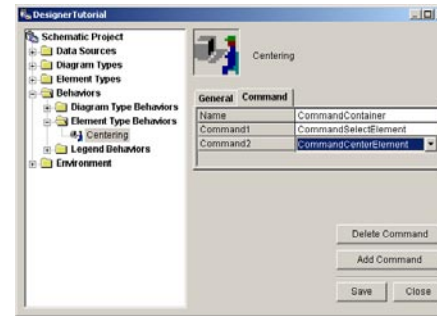 DesignerTutorial
Schematic Project
Data Sources
Diagram Types
Element Types
Behaviors
Diagram Type Behaviors
Element Type Behaviors
Centering
Legend Behaviors
Environment
Centering
General Command
Name CommandContainer
Command1 CommandSelectElement
Command2 CommandCenterElement
Delete Command
Add Command
Save Close